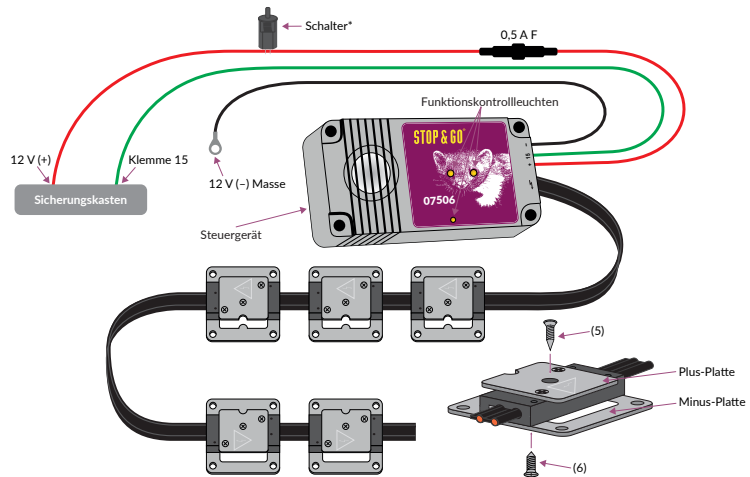 Schalter*
0,5 A F
Funktionskontrollleuchten
12 V (+)
Klemme 15
Sicherungskasten
12 V (−) Masse
Steuergerät
STOP & GO®
07506
−
15
+
(5)
Plus-Platte
Minus-Platte
(6)